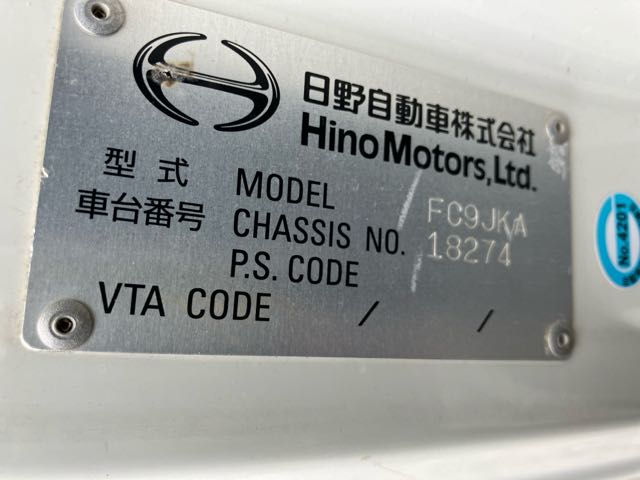 日野自動車株式会社
Hino Motors, Ltd.
型式 MODEL FC9JKA
車台番号 CHASSIS NO. 18274
P.S. CODE
VTA CODE / /
No.4201